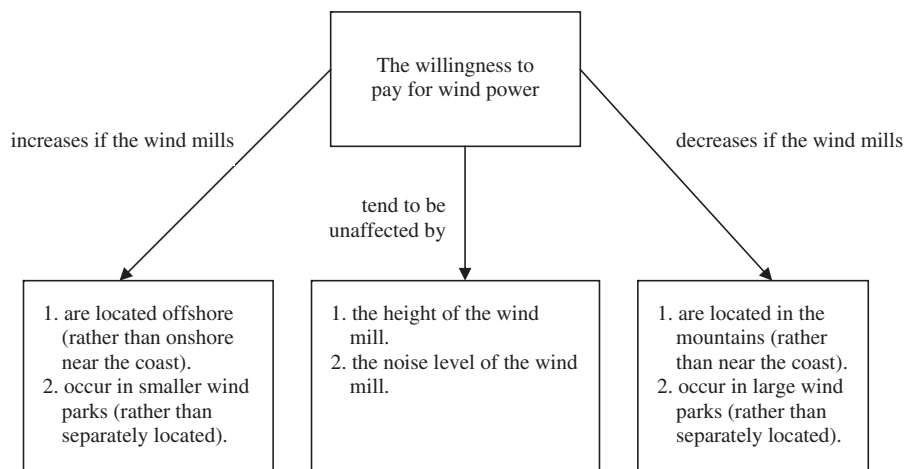 The willingness to
pay for wind power
increases if the wind mills
decreases if the wind mills
tend to be
unaffected by
1. are located offshore
(rather than onshore
near the coast).
2. occur in smaller wind
parks (rather than
separately located).
1. the height of the wind
mill.
2. the noise level of the wind
mill.
1. are located in the
mountains (rather
than near the coast).
2. occur in large wind
parks (rather than
separately located).